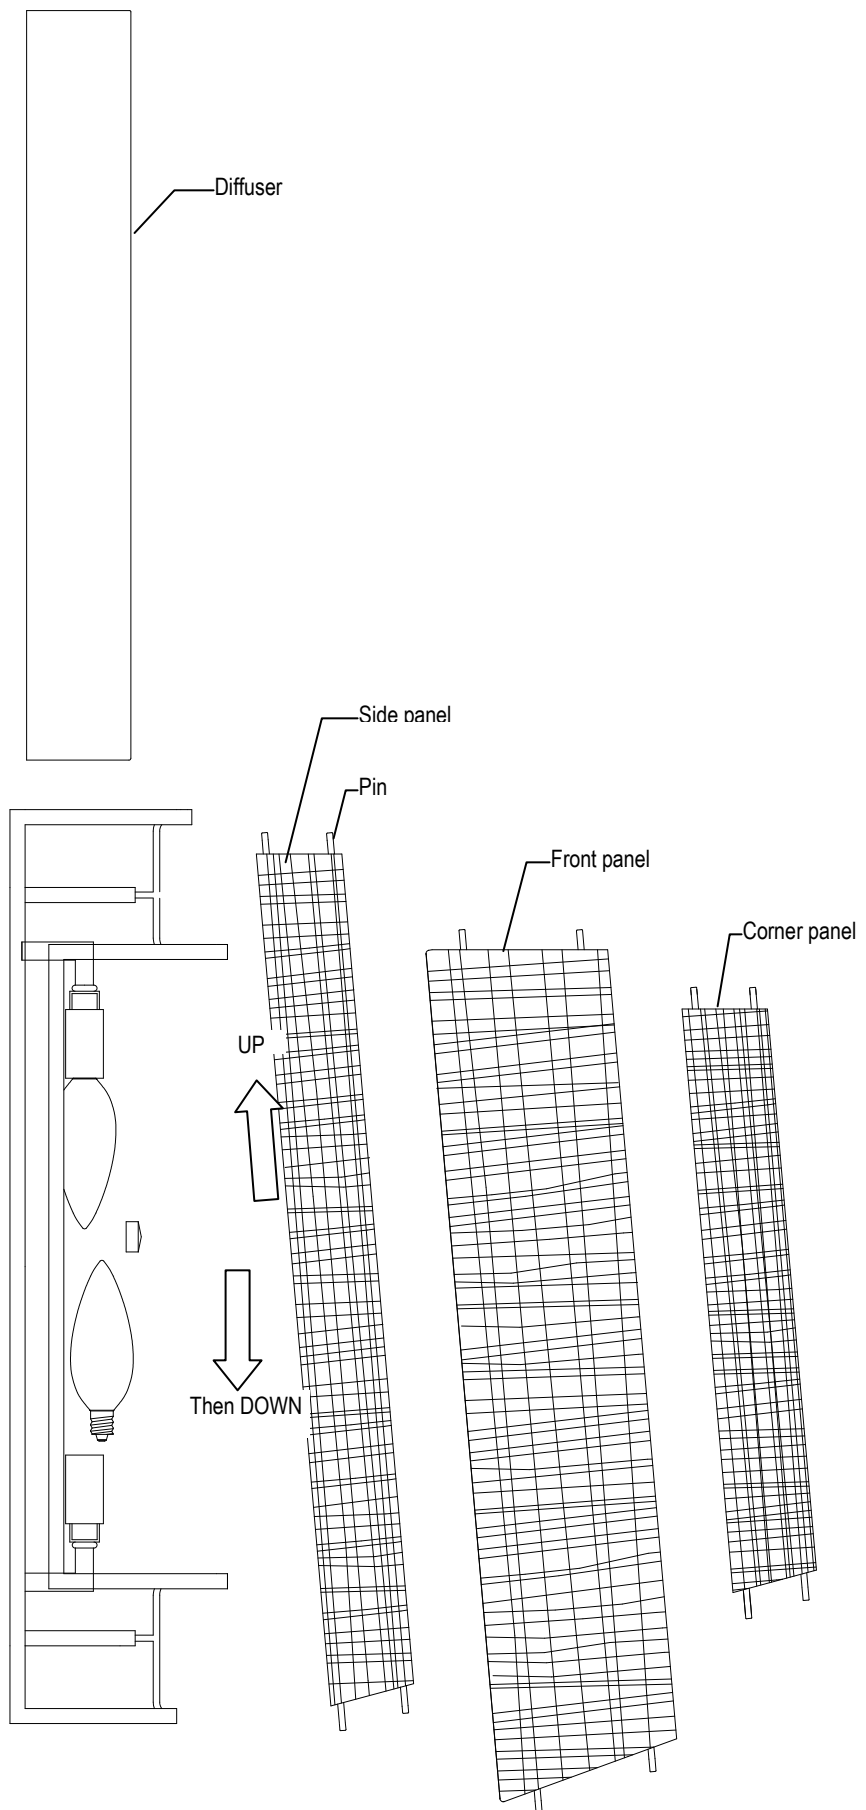 Diffuser
Side panel
Pin
Front panel
Corner panel
UP
Then DOWN